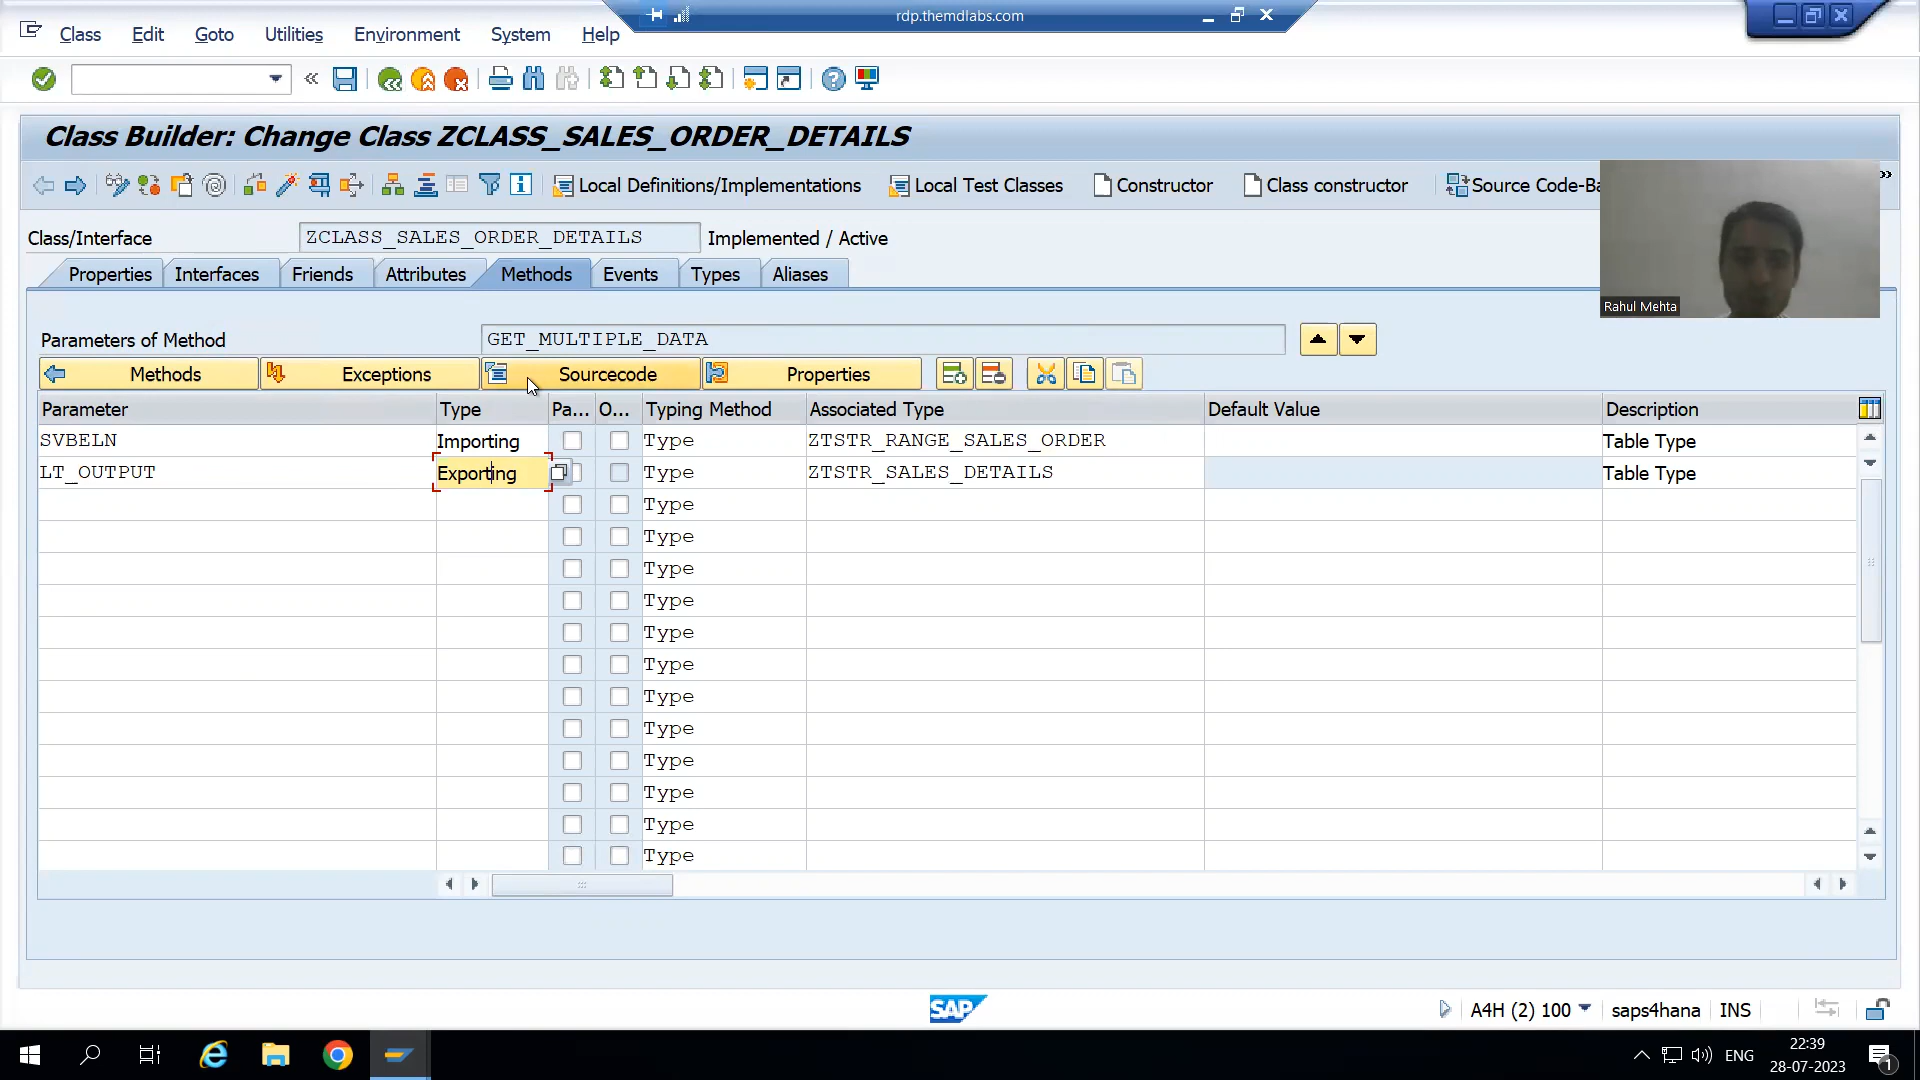 rdp.themdlabs.com
Class Edit Goto Utilities Environment System Help
Class Builder: Change Class ZCLASS_SALES_ORDER_DETAILS
Local Definitions/Implementations Local Test Classes Constructor Class constructor Source Code-Ba
Class/Interface ZCLASS_SALES_ORDER_DETAILS Implemented / Active
Properties Interfaces Friends Attributes Methods Events Types Aliases
Rahul Mehta
Parameters of Method GET_MULTIPLE_DATA
Methods Exceptions Sourcecode Properties
Parameter Type Pa... O... Typing Method Associated Type Default Value Description
SVBELN Importing Type ZTSTR_RANGE_SALES_ORDER Table Type
LT_OUTPUT Exporting Type ZTSTR_SALES_DETAILS Table Type
Type
Type
Type
Type
Type
Type
Type
Type
Type
Type
Type
Type
SAP A4H (2) 100 saps4hana INS
ENG
22:39
28-07-2023
1